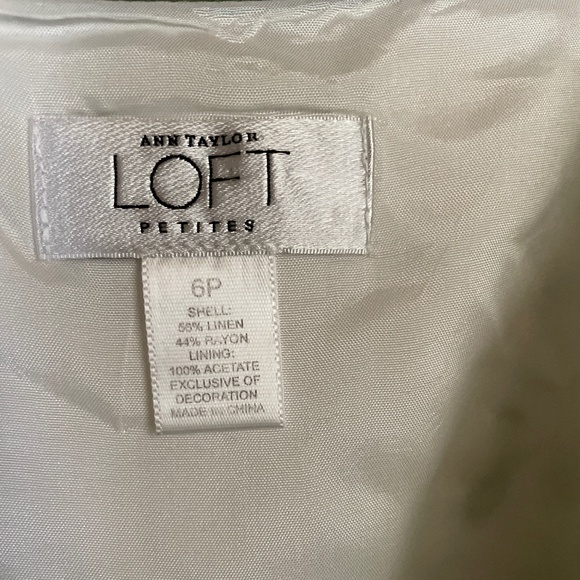 ANN TAYLOR
LOFT
PETITES
6P
SHELL:
56% LINEN
44% RAYON
LINING:
100% ACETATE
EXCLUSIVE OF
DECORATION
MADE IN CHINA